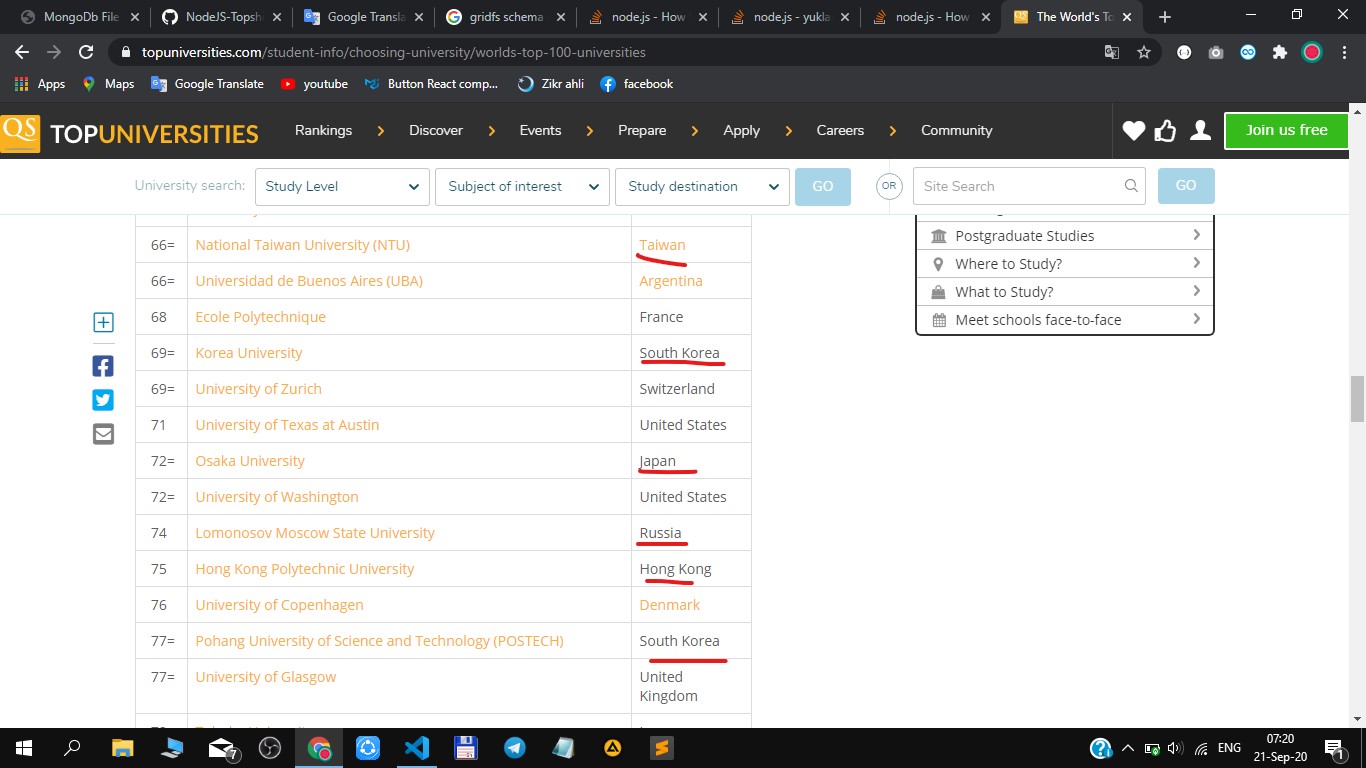 MongoDb File
NodeJS-Topsh
Google Transla
gridfs schema
node.js - How
node.js - yukla
node.js - How
The World's To
topuniversities.com/student-info/choosing-university/worlds-top-100-universities
Apps
Maps
Google Translate
youtube
Button React comp...
Zikr ahli
facebook
QS
TOPUNIVERSITIES
Rankings
Discover
Events
Prepare
Apply
Careers
Community
Join us free
University search:
Study Level
Subject of interest
Study destination
GO
OR
Site Search
GO
66= National Taiwan University (NTU) Taiwan
66= Universidad de Buenos Aires (UBA) Argentina
68 Ecole Polytechnique France
69= Korea University South Korea
69= University of Zurich Switzerland
71 University of Texas at Austin United States
72= Osaka University Japan
72= University of Washington United States
74 Lomonosov Moscow State University Russia
75 Hong Kong Polytechnic University Hong Kong
76 University of Copenhagen Denmark
77= Pohang University of Science and Technology (POSTECH) South Korea
77= University of Glasgow United
Kingdom
Postgraduate Studies
Where to Study?
What to Study?
Meet schools face-to-face
7
ENG
07:20
21-Sep-20
1